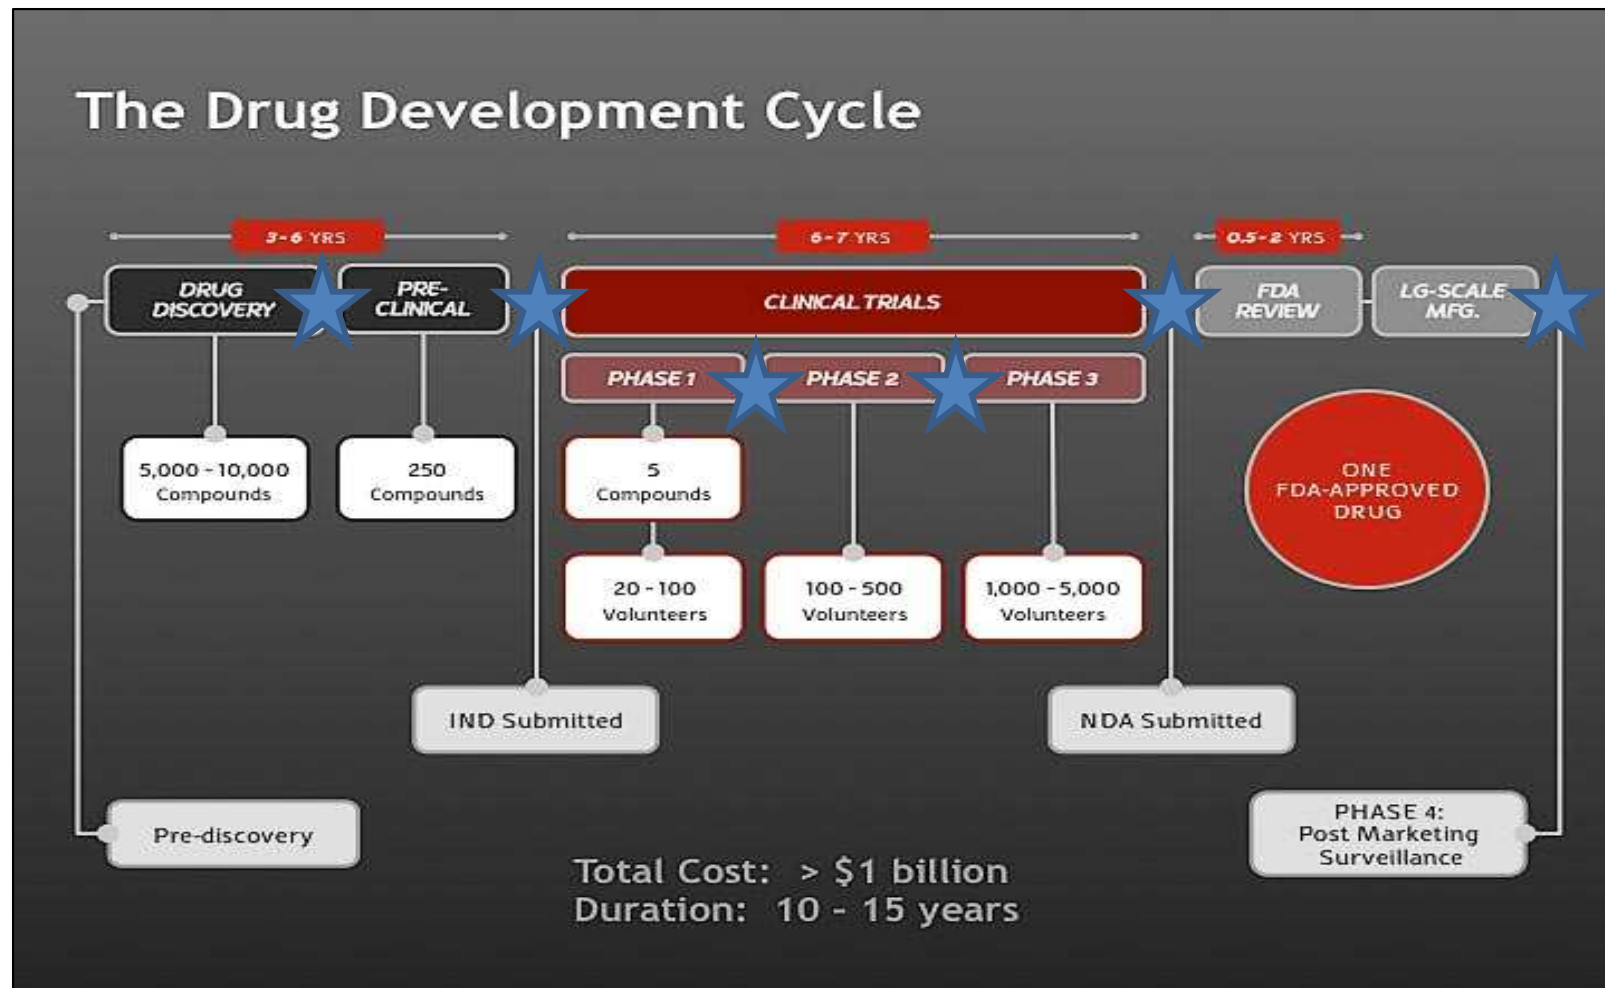 The Drug Development Cycle
3-6 YRS
6-7 YRS
0.5-2 YRS
DRUG
DISCOVERY
PRE-
CLINICAL
CLINICAL TRIALS
FDA
REVIEW
LG-SCALE
MFG.
PHASE 1
PHASE 2
PHASE 3
5,000 - 10,000
Compounds
250
Compounds
5
Compounds
ONE
FDA-APPROVED
DRUG
20 - 100
Volunteers
100 - 500
Volunteers
1,000 - 5,000
Volunteers
IND Submitted
NDA Submitted
Pre-discovery
PHASE 4:
Post Marketing
Surveillance
Total Cost: > $1 billion
Duration: 10 - 15 years